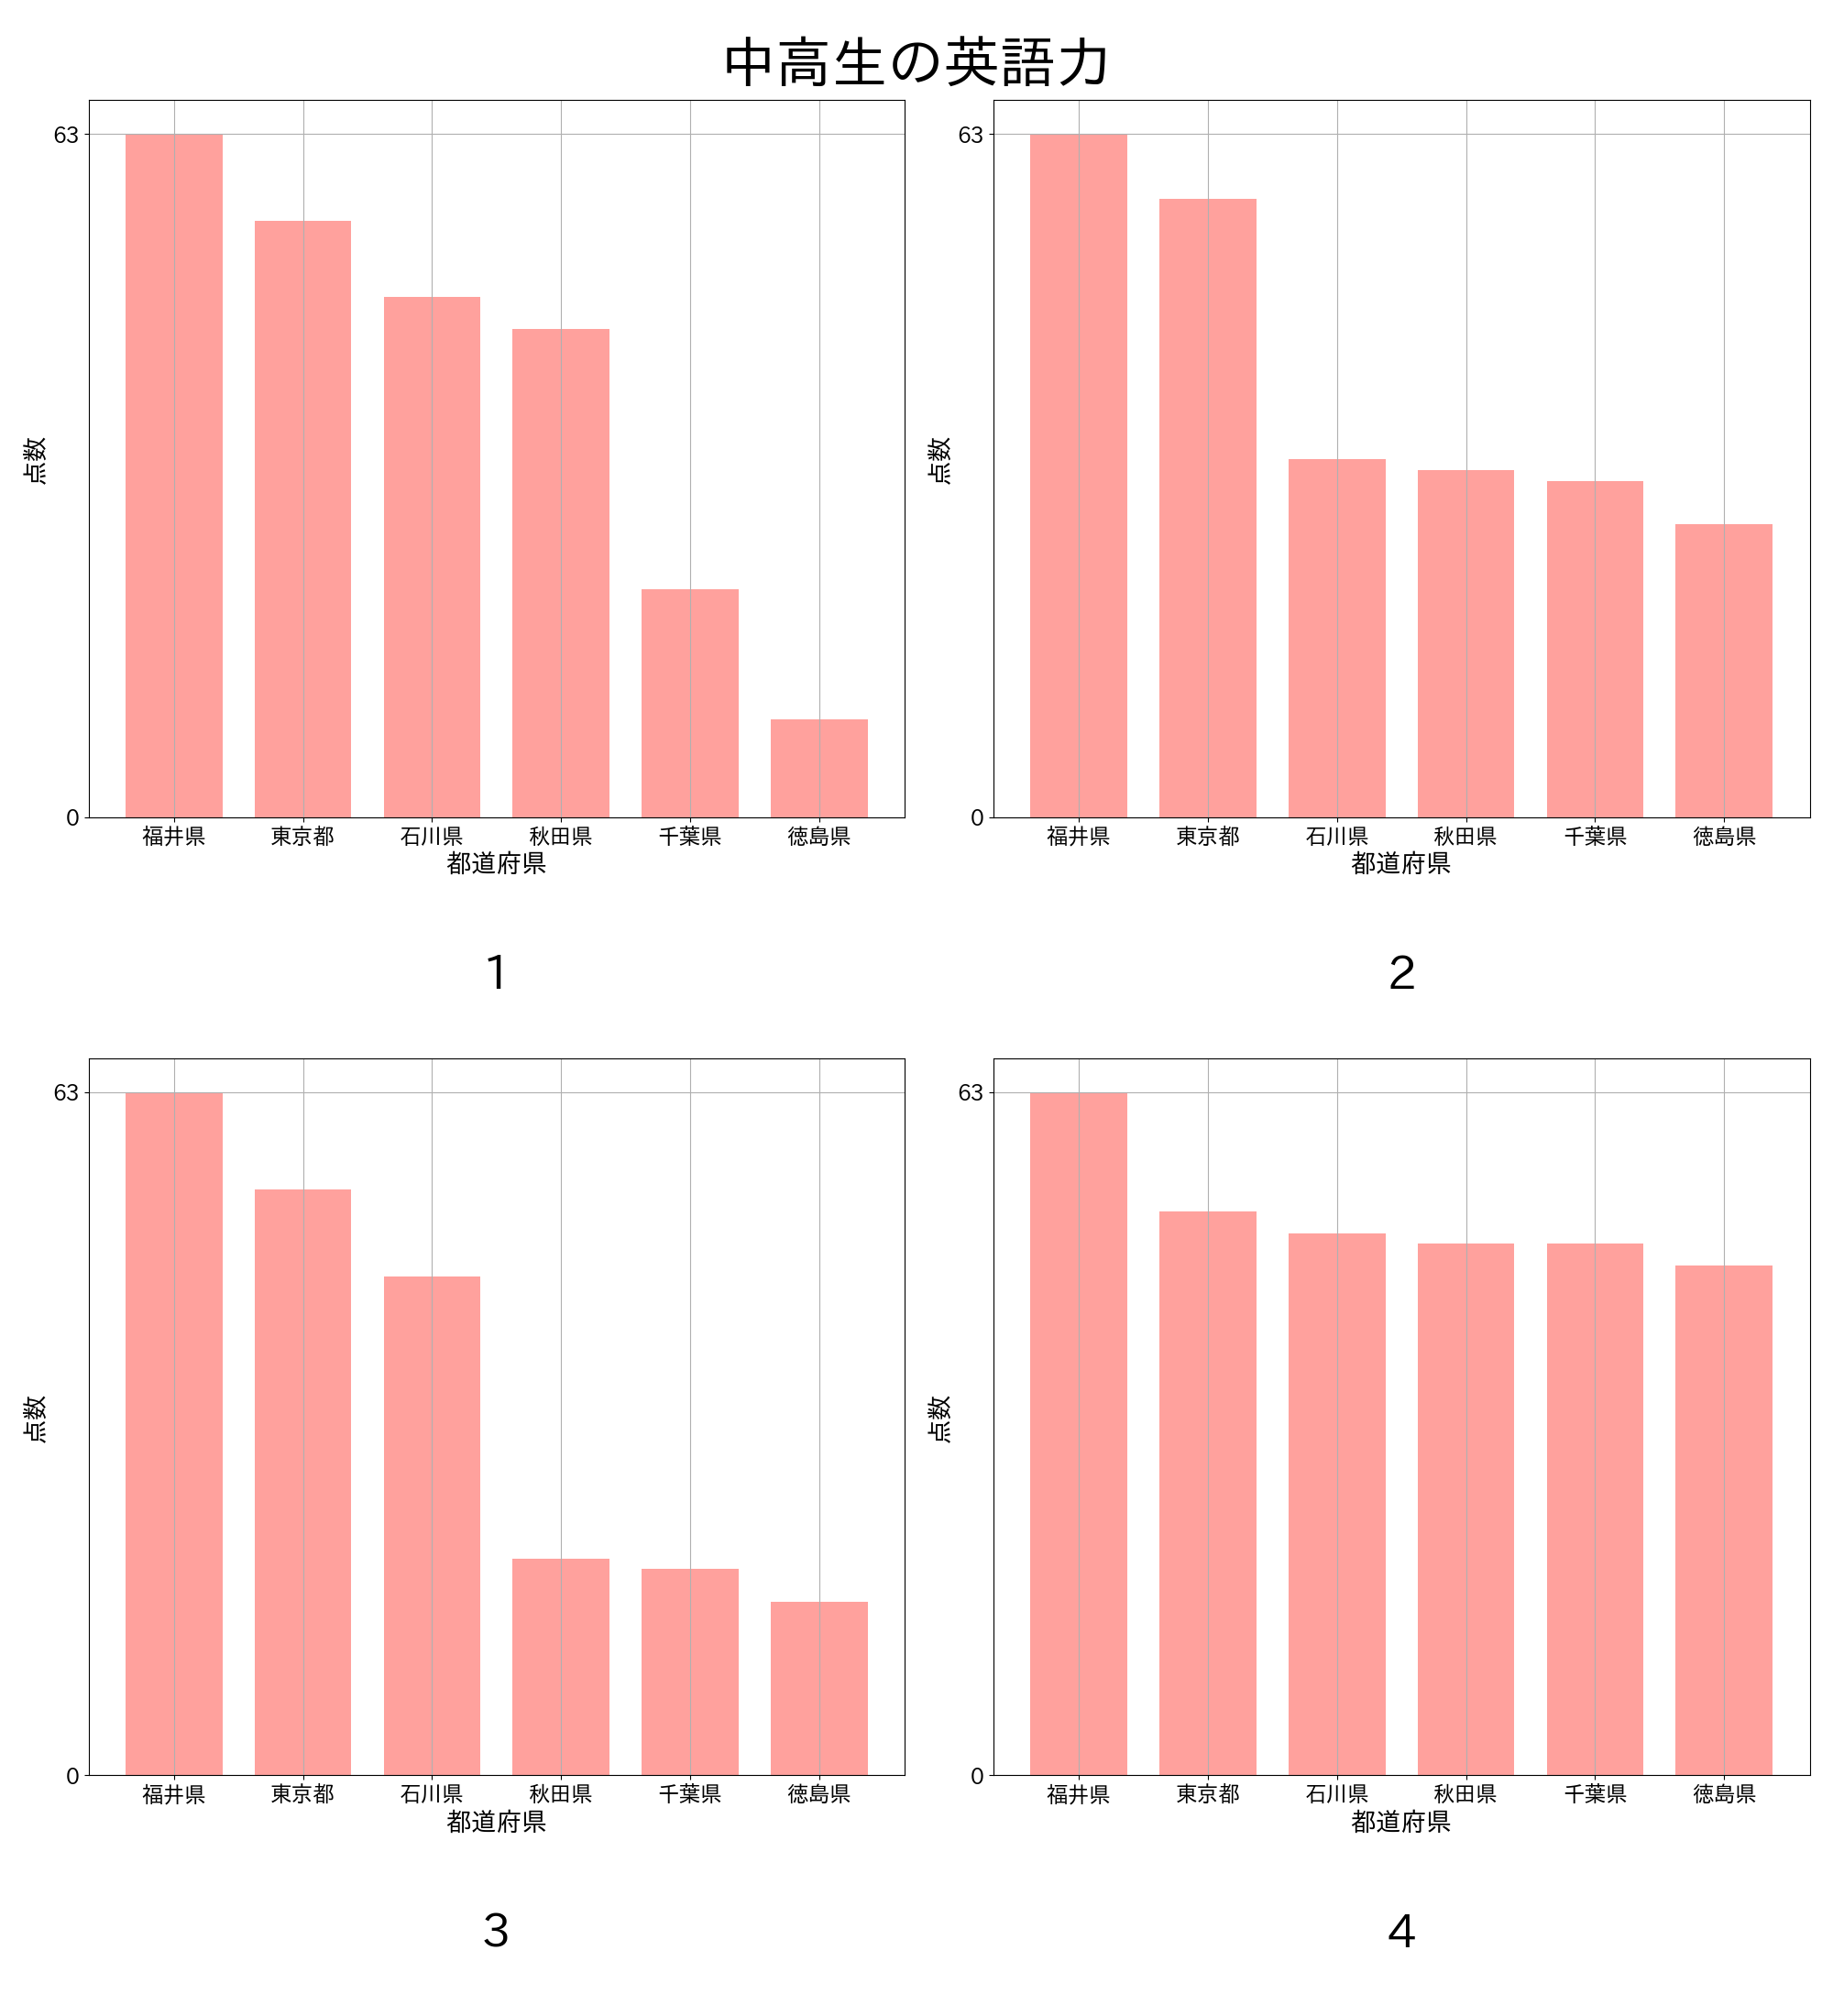 中高生の英語力
63
点数
0
福井県 東京都 石川県 秋田県 千葉県 徳島県
都道府県
1
63
点数
0
福井県 東京都 石川県 秋田県 千葉県 徳島県
都道府県
2
63
点数
0
福井県 東京都 石川県 秋田県 千葉県 徳島県
都道府県
3
63
点数
0
福井県 東京都 石川県 秋田県 千葉県 徳島県
都道府県
4